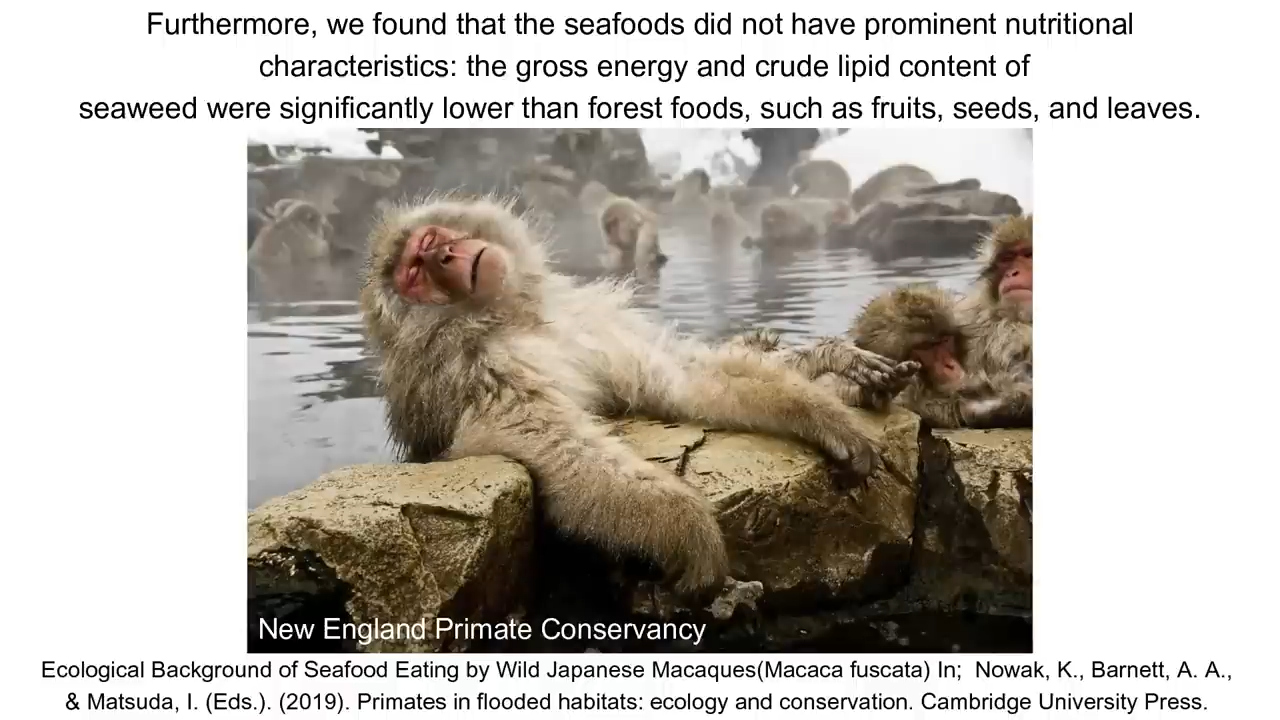 Furthermore, we found that the seafoods did not have prominent nutritional
characteristics: the gross energy and crude lipid content of
seaweed were significantly lower than forest foods, such as fruits, seeds, and leaves.
New England Primate Conservancy
Ecological Background of Seafood Eating by Wild Japanese Macaques(Macaca fuscata) In;  Nowak, K., Barnett, A. A.,
& Matsuda, I. (Eds.). (2019). Primates in flooded habitats: ecology and conservation. Cambridge University Press.